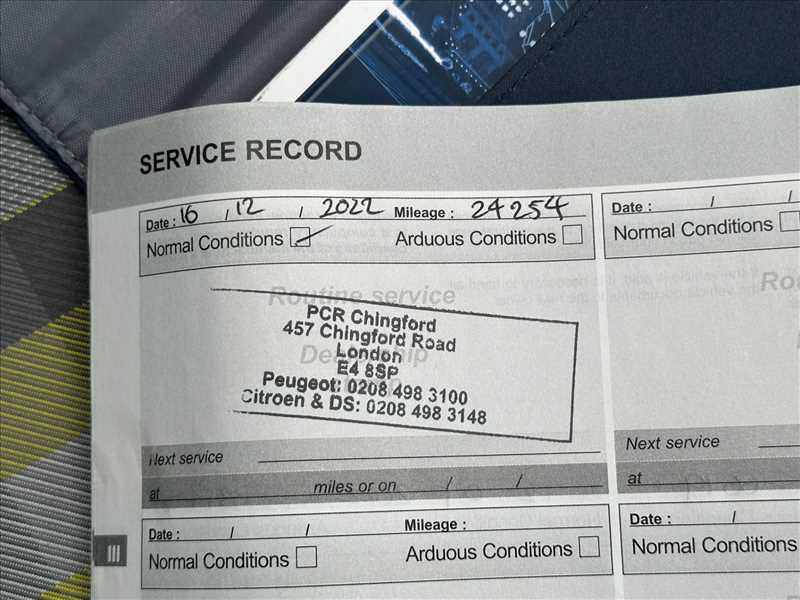 SERVICE RECORD
Date : 16 / 12 / 2022 Mileage : 24254
Normal Conditions Arduous Conditions
Routine service
Dealership
PCR Chingford
457 Chingford Road
London
E4 8SP
Peugeot: 0208 498 3100
Citroen & DS: 0208 498 3148
Next service
at miles or on / /
Date : / / Mileage :
Normal Conditions Arduous Conditions
Date : / /
Normal Conditions
Rou
Next service
at
Date : /
Normal Conditions
III